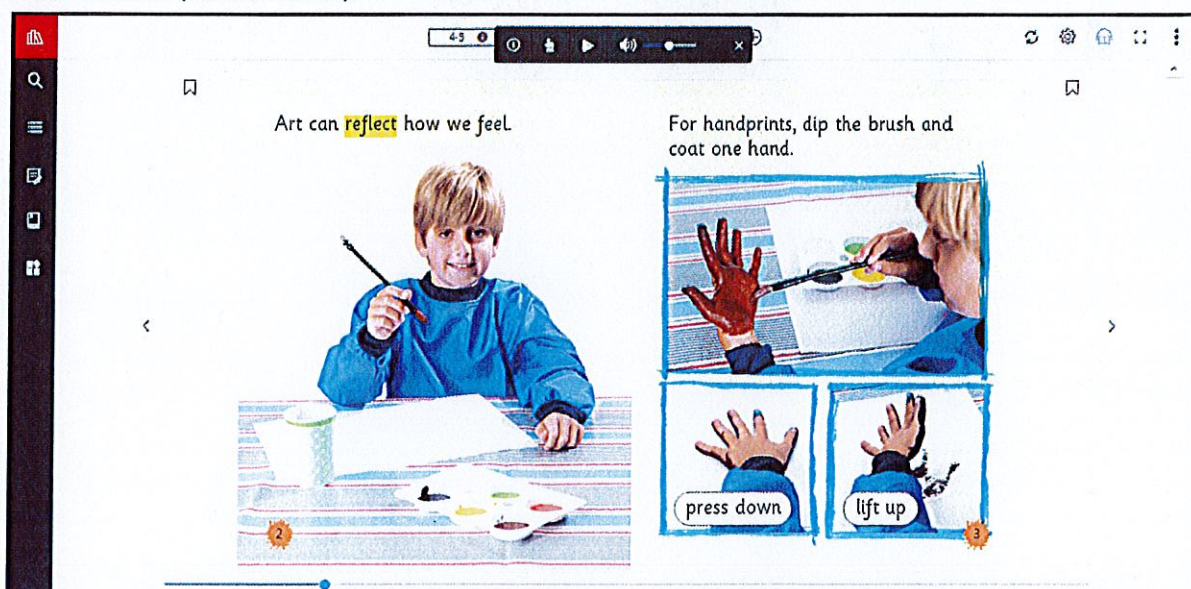 4-5
Art can reflect how we feel.
For handprints, dip the brush and
coat one hand.
press down
lift up
2
3